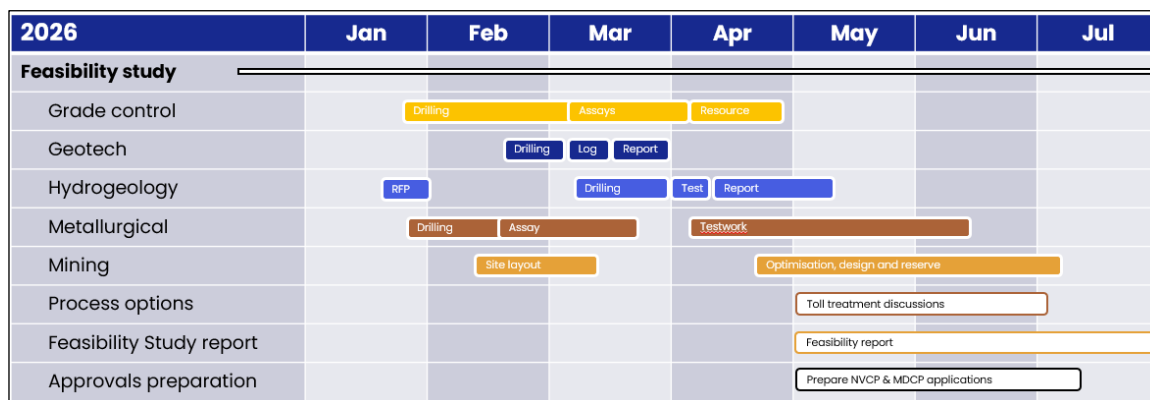 2026 Jan Feb Mar Apr May Jun Jul
Feasibility study
Grade control Drilling Assays Resource
Geotech Drilling Log Report
Hydrogeology RFP Drilling Test Report
Metallurgical Drilling Assay Testwork
Mining Site layout Optimisation, design and reserve
Process options Toll treatment discussions
Feasibility Study report Feasibility report
Approvals preparation Prepare NVCP & MDCP applications